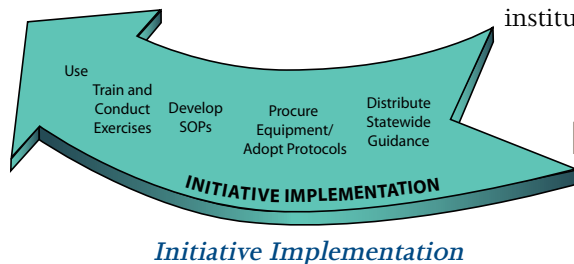 institu
Use
Train and
Conduct
Exercises
Develop
SOPs
Procure
Equipment/
Adopt Protocols
Distribute
Statewide
Guidance
INITIATIVE IMPLEMENTATION
Initiative Implementation